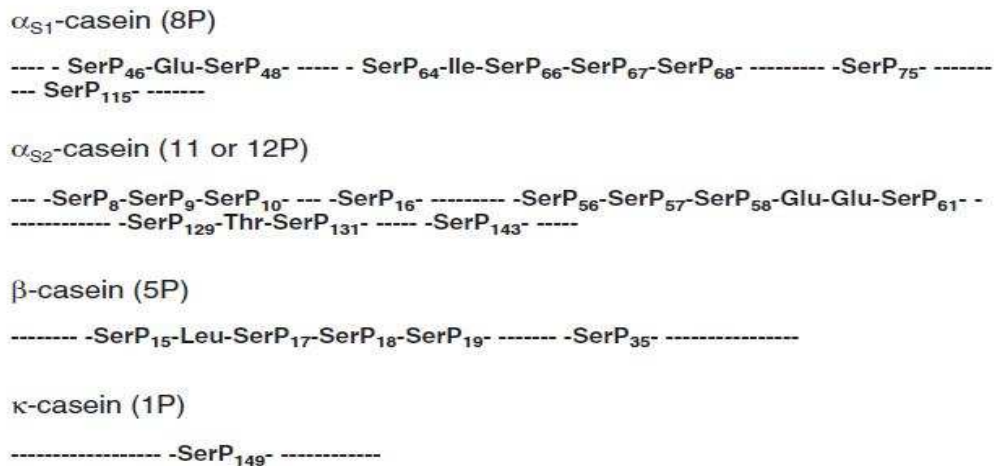 α_S1-casein (8P)
---- - SerP46-Glu-SerP48- ----- - SerP64-Ile-SerP66-SerP67-SerP68- --------- -SerP75- -------
--- SerP115- -------
α_S2-casein (11 or 12P)
--- -SerP8-SerP9-SerP10- --- -SerP16- --------- -SerP56-SerP57-SerP58-Glu-Glu-SerP61- -
------------ -SerP129-Thr-SerP131- ----- -SerP143- -----
β-casein (5P)
-------- -SerP15-Leu-SerP17-SerP18-SerP19- ------- -SerP35- ----------------
κ-casein (1P)
------------------ -SerP149- ------------